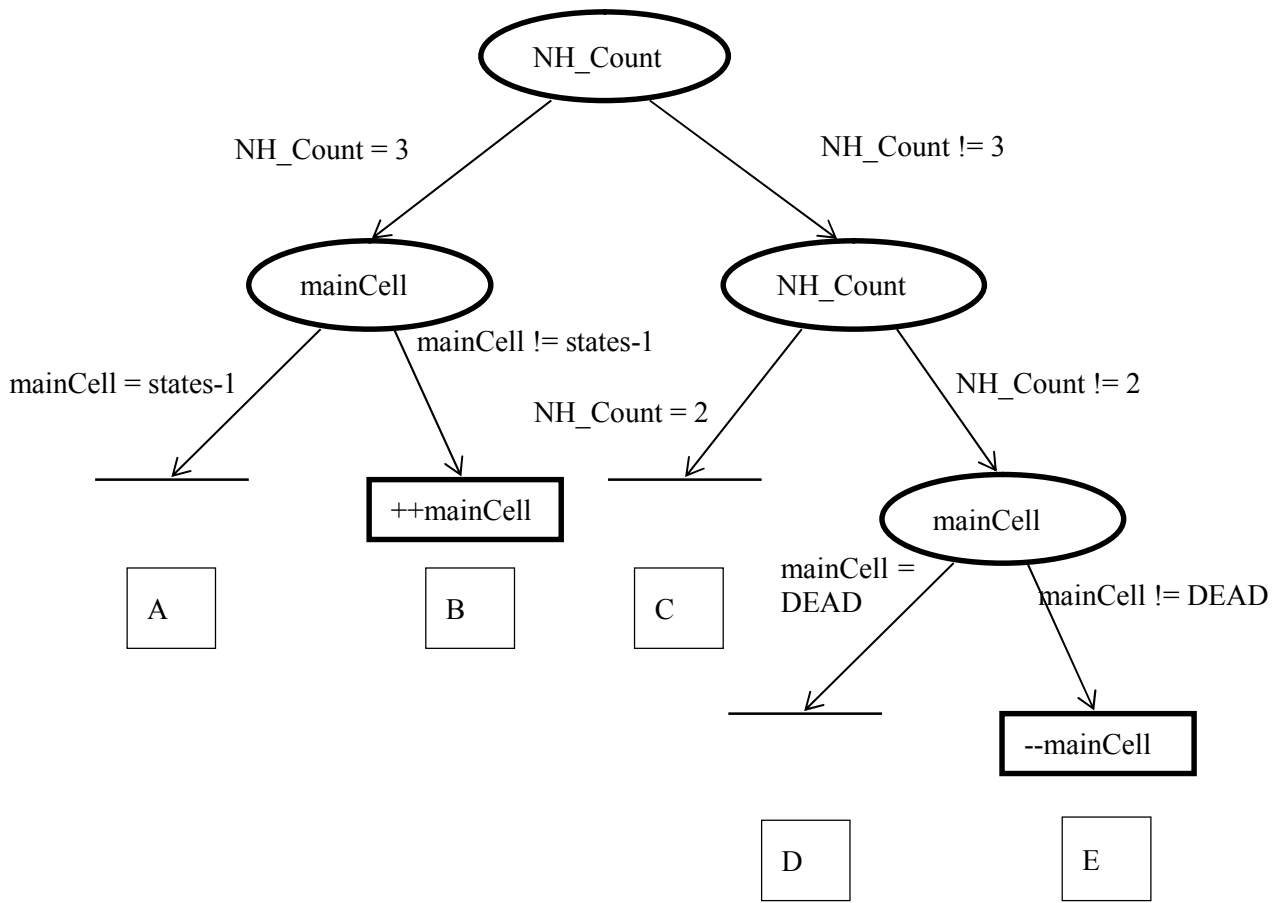 NH_Count
NH_Count = 3
NH_Count != 3
mainCell
NH_Count
mainCell = states-1
mainCell != states-1
NH_Count = 2
NH_Count != 2
++mainCell
mainCell
A
B
C
mainCell =
DEAD
mainCell != DEAD
--mainCell
D
E